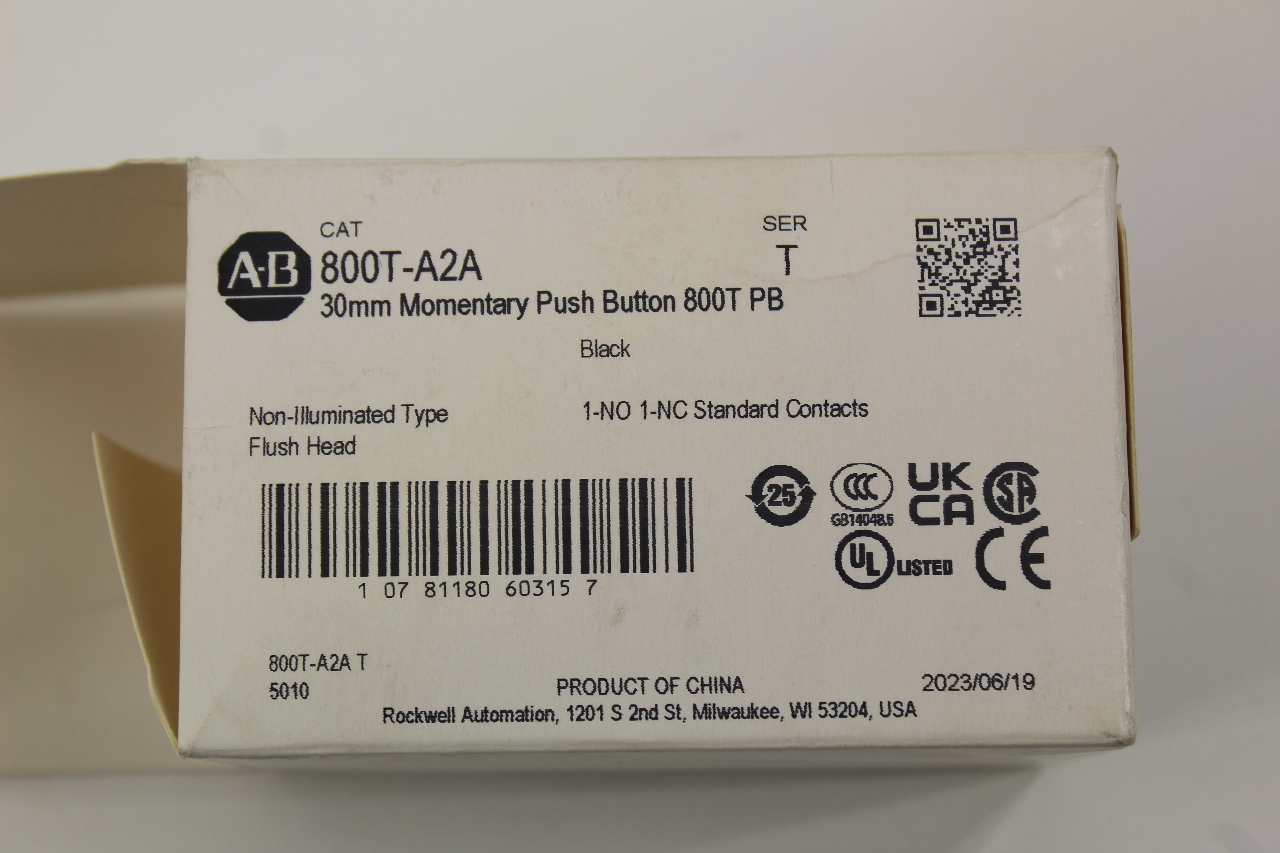 CAT
SER
A-B
800T-A2A
T
30mm Momentary Push Button 800T PB
Black
Non-Illuminated Type
1-NO 1-NC Standard Contacts
Flush Head
25
CCC
GB14048.5
UK
CA
SA
UL LISTED
CE
1 07 81180 60315 7
800T-A2A T
5010
PRODUCT OF CHINA
2023/06/19
Rockwell Automation, 1201 S 2nd St, Milwaukee, WI 53204, USA